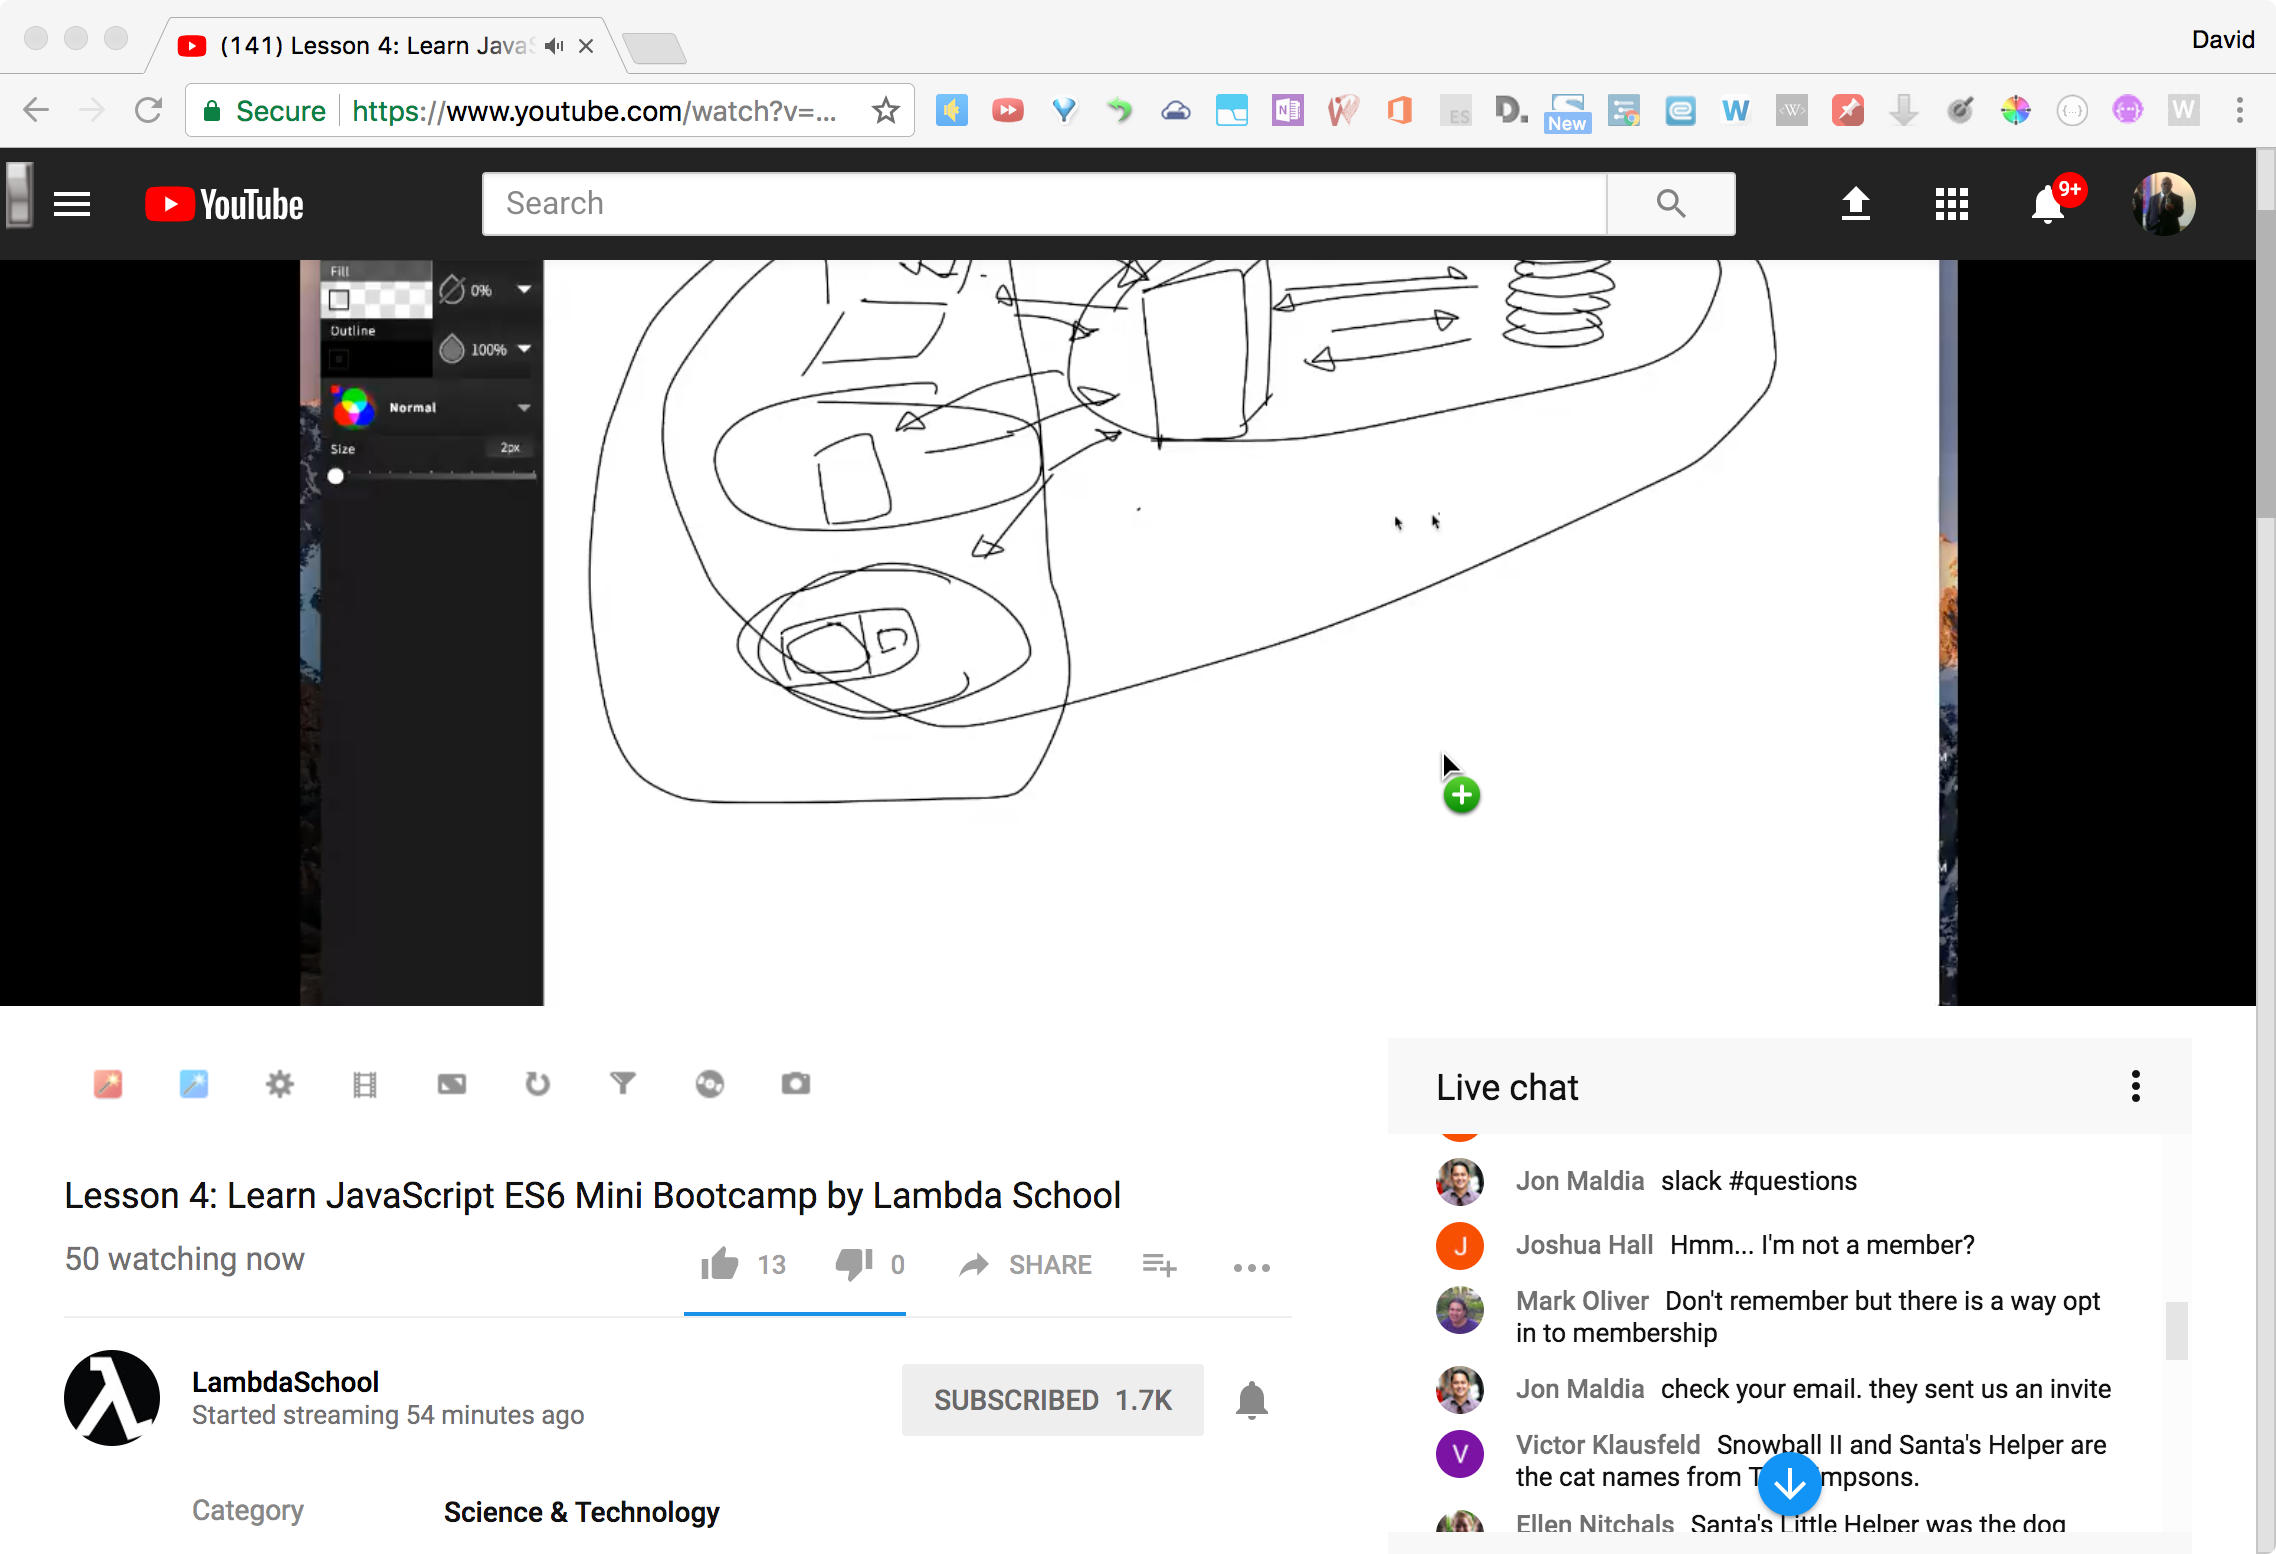 (141) Lesson 4: Learn Javas
David
Secure https://www.youtube.com/watch?v=...
N
ES
D.
New
W
<W>
{...}
W
YouTube
Search
9+
Fill
0%
Outline
100%
Normal
Size
2px
Live chat
Jon Maldia slack #questions
J Joshua Hall Hmm... I'm not a member?
Mark Oliver Don't remember but there is a way opt
in to membership
Jon Maldia check your email. they sent us an invite
V Victor Klausfeld Snowball II and Santa's Helper are
the cat names from T impsons.
Ellen Nitchals Santa's Little Helper was the dog
Lesson 4: Learn JavaScript ES6 Mini Bootcamp by Lambda School
50 watching now
13
0
SHARE
LambdaSchool
Started streaming 54 minutes ago
SUBSCRIBED 1.7K
Category Science & Technology